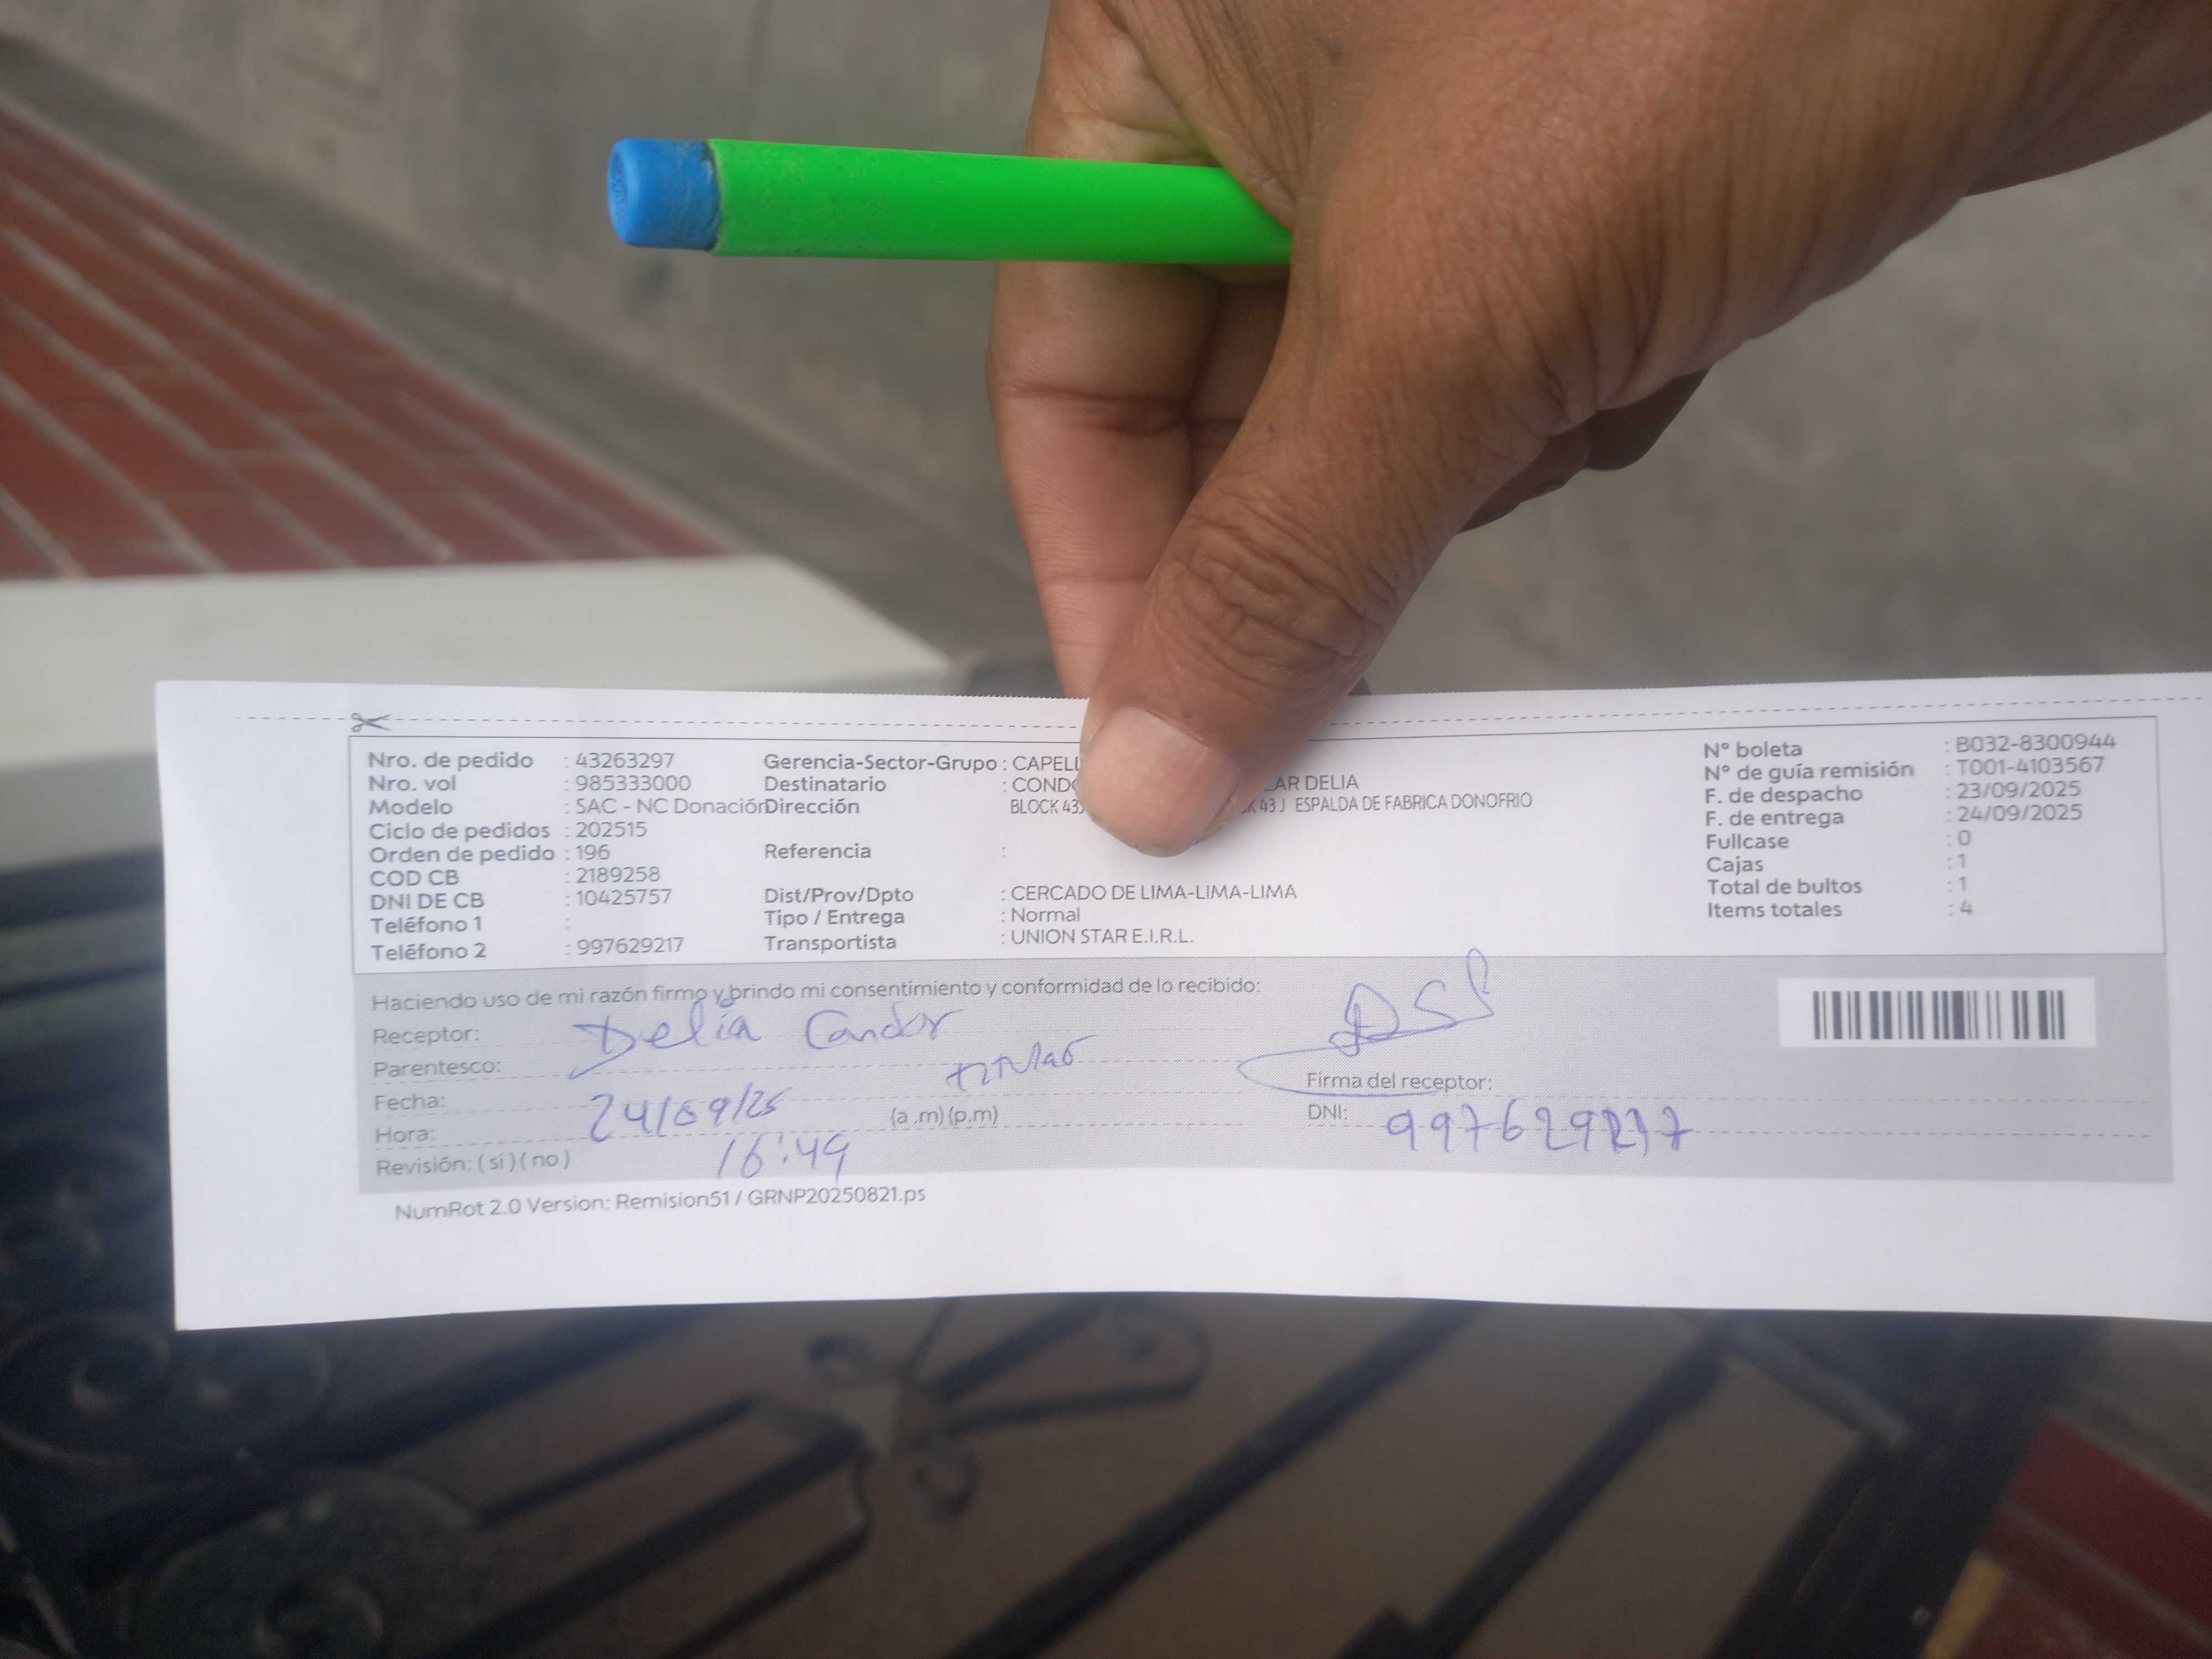 Nro. de pedido : 43263297 Gerencia-Sector-Grupo : CAPELL N° boleta : B032-8300944
Nro. vol : 985333000 Destinatario : COND AR DELIA N° de guía remisión : T001-4103567
Modelo : SAC - NC Donación Dirección BLOCK 43 43 J ESPALDA DE FABRICA DONOFRIO F. de despacho : 23/09/2025
Ciclo de pedidos : 202515 F. de entrega : 24/09/2025
Orden de pedido : 196 Referencia : Fullcase : 0
COD CB : 2189258 Cajas : 1
DNI DE CB : 10425757 Dist/Prov/Dpto : CERCADO DE LIMA-LIMA-LIMA Total de bultos : 1
Teléfono 1 : Tipo / Entrega : Normal Items totales : 4
Teléfono 2 : 997629217 Transportista : UNION STAR E.I.R.L.
Haciendo uso de mi razón firmo y brindo mi consentimiento y conformidad de lo recibido:
Receptor: Delia Condor
Parentesco: titular Firma del receptor:
Fecha: 24/09/25 (a .m) (p.m) DNI: 997629217
Hora: 16:49
Revisión: ( si ) ( no )
NumRot 2.0 Version: Remision51 / GRNP20250821.ps